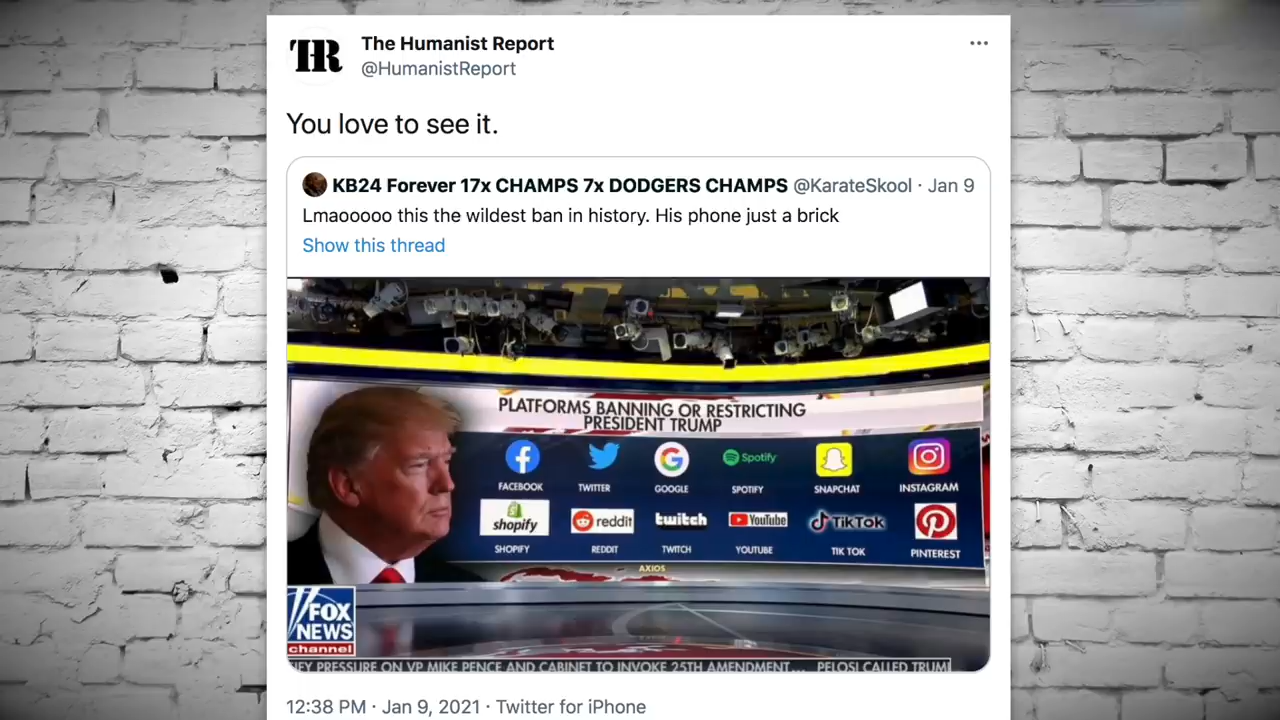 THR
The Humanist Report
@HumanistReport
You love to see it.
KB24 Forever 17x CHAMPS 7x DODGERS CHAMPS @KarateSkool · Jan 9
Lmaooooo this the wildest ban in history. His phone just a brick
Show this thread
PLATFORMS BANNING OR RESTRICTING
PRESIDENT TRUMP
Spotify
FACEBOOK TWITTER GOOGLE SPOTIFY SNAPCHAT INSTAGRAM
shopify reddit twitch YouTube TikTok
SHOPIFY REDDIT TWITCH YOUTUBE TIK TOK PINTEREST
AXIOS
FOX
NEWS
channel
PRESSURE ON VP MIKE PENCE AND CABINET TO INVOKE 25TH AMENDMENT... PELOSI CALLED TRUM
12:38 PM · Jan 9, 2021 · Twitter for iPhone